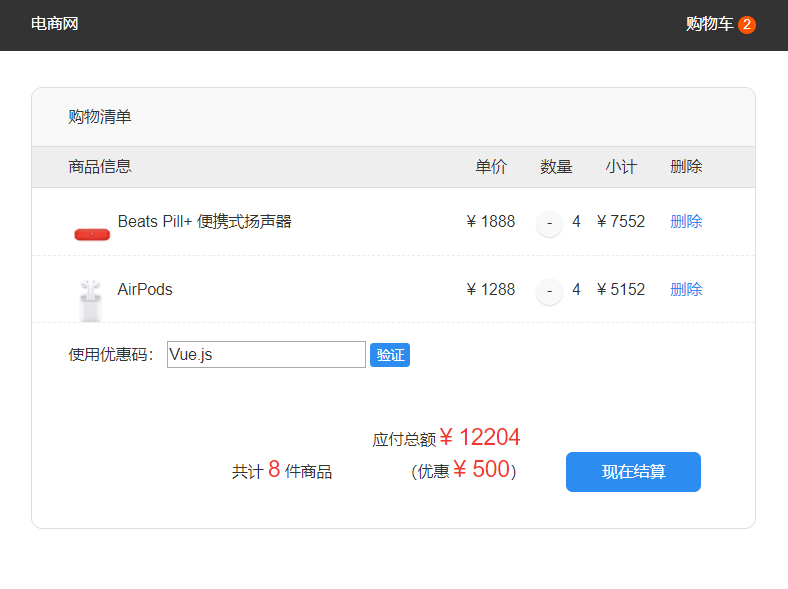 电商网 购物车 2
购物清单
商品信息 单价 数量 小计 删除
Beats Pill+ 便携式扬声器 ¥ 1888 - 4 ¥ 7552 删除
AirPods ¥ 1288 - 4 ¥ 5152 删除
使用优惠码： Vue.js 验证
应付总额 ¥ 12204
共计 8 件商品 （优惠 ¥ 500） 现在结算